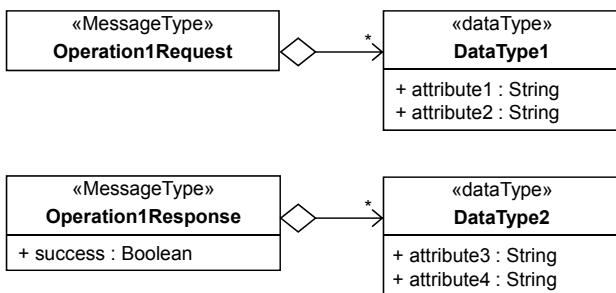 «MessageType»
Operation1Request
*
«dataType»
DataType1
+ attribute1 : String
+ attribute2 : String
«MessageType»
Operation1Response
+ success : Boolean
*
«dataType»
DataType2
+ attribute3 : String
+ attribute4 : String